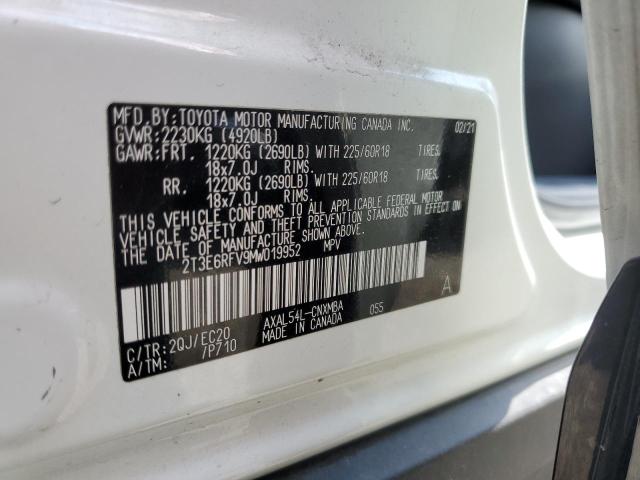 MFD.BY:TOYOTA MOTOR MANUFACTURING CANADA INC. 02/21
GVWR:2230KG (4920LB)
GAWR:FRT. 1220KG (2690LB) WITH 225/60R18 TIRES.
18x7.0J RIMS.
RR. 1220KG (2690LB) WITH 225/60R18 TIRES.
18x7.0J RIMS.
THIS VEHICLE CONFORMS TO ALL APPLICABLE FEDERAL MOTOR
VEHICLE SAFETY AND THEFT PREVENTION STANDARDS IN EFFECT ON
THE DATE OF MANUFACTURE SHOWN ABOVE.
2T3E6RFV9MW019952 MPV
A
C/TR:2QJ/EC20 AXAL54L-CNXMBA 055
A/TM: /P710 MADE IN CANADA